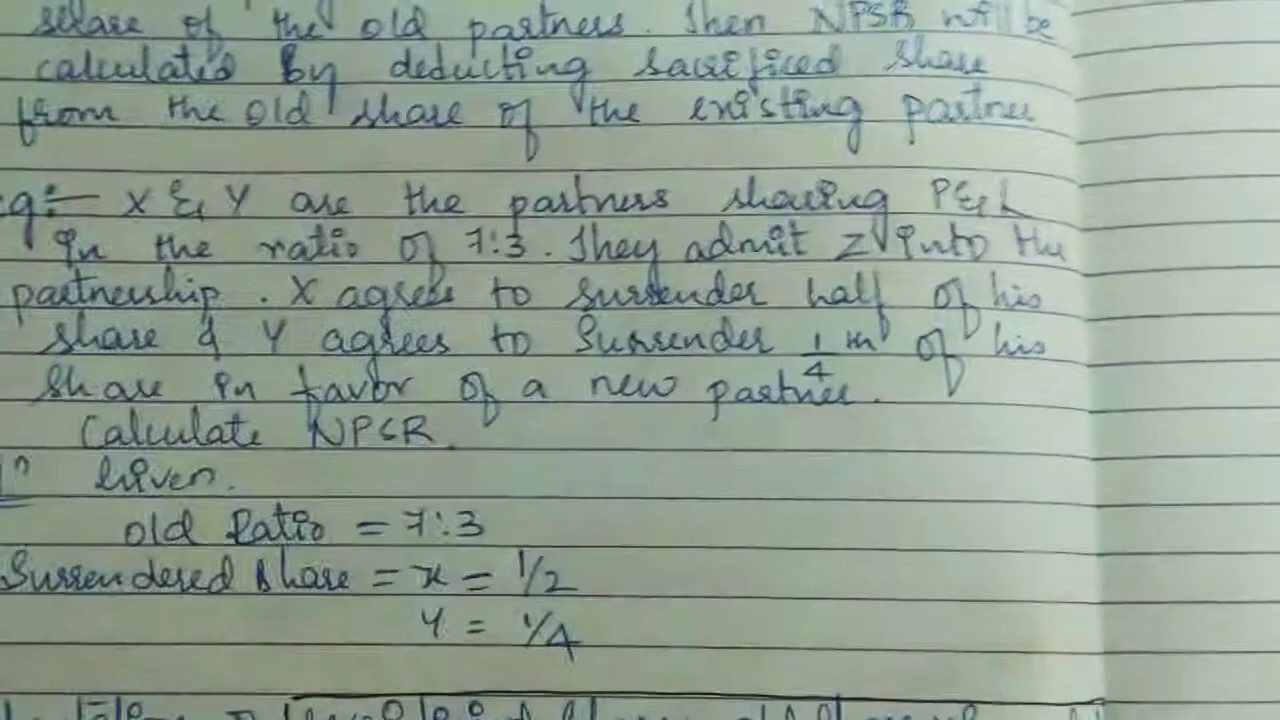 share of the old partners. Then NPSR will be
calculated by deducting sacrificed share
from the old share of the existing partner
g:- X & Y are the partners sharing P & L
in the ratio of 7:3. They admit Z into the
partnership. X agrees to surrender half of his
share & Y agrees to Surrender 1/4 th of his
share in favor of a new partner.
Calculate NPSR.
n Given.
Old Ratio = 7:3
Surrendered share = x = 1/2
Y = 1/4